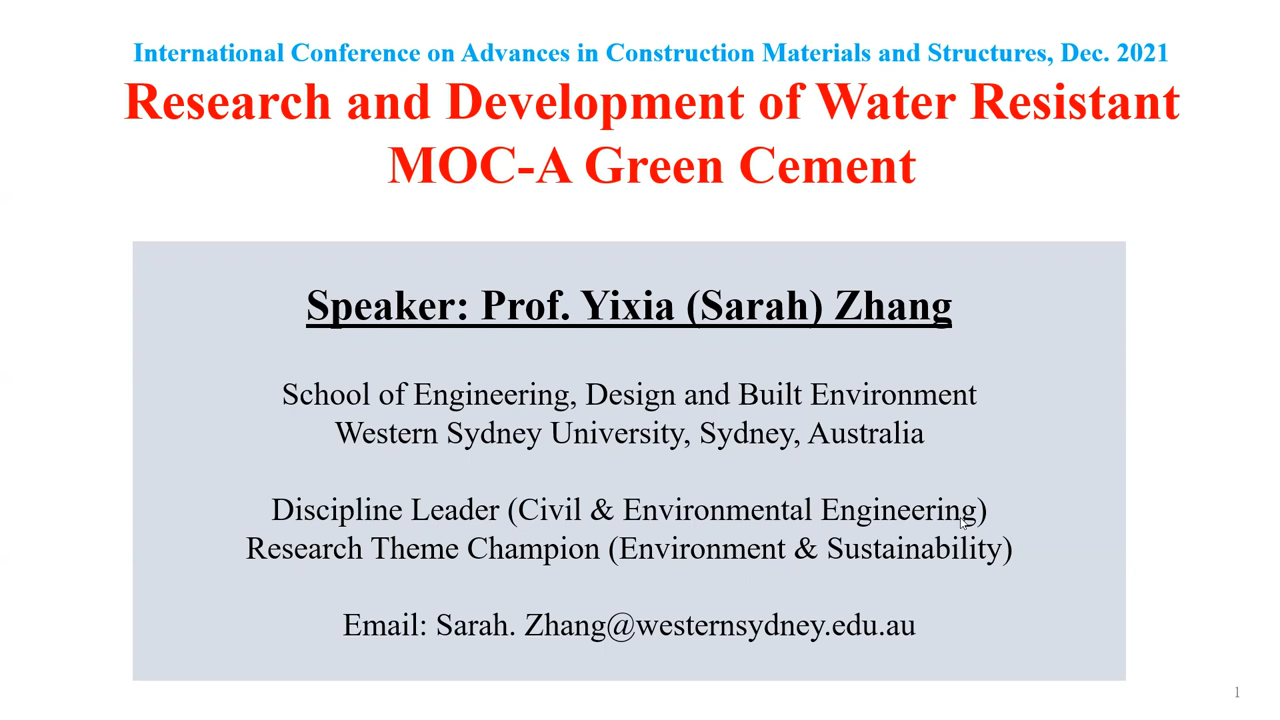 International Conference on Advances in Construction Materials and Structures, Dec. 2021
Research and Development of Water Resistant
MOC-A Green Cement
Speaker: Prof. Yixia (Sarah) Zhang
School of Engineering, Design and Built Environment
Western Sydney University, Sydney, Australia
Discipline Leader (Civil & Environmental Engineering)
Research Theme Champion (Environment & Sustainability)
Email: Sarah. Zhang@westernsydney.edu.au
1